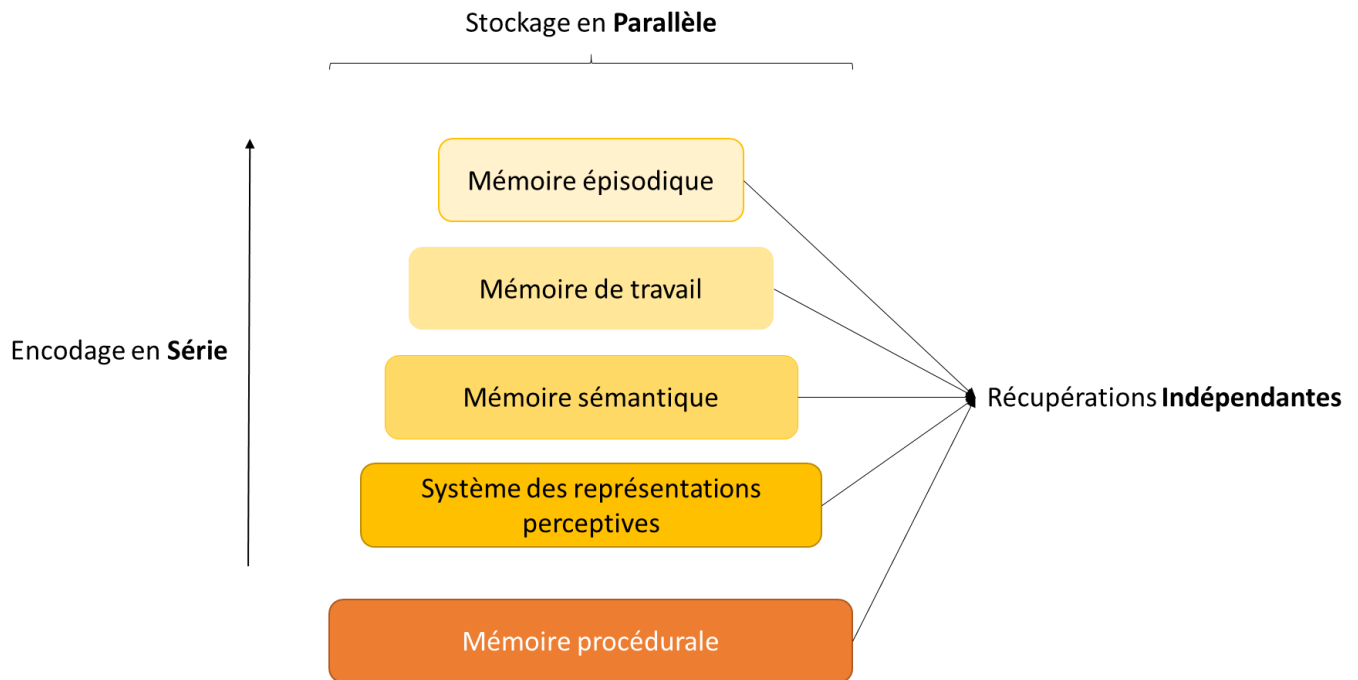 Stockage en Parallèle
Mémoire épisodique
Mémoire de travail
Encodage en Série
Mémoire sémantique
Récupérations Indépendantes
Système des représentations
perceptives
Mémoire procédurale